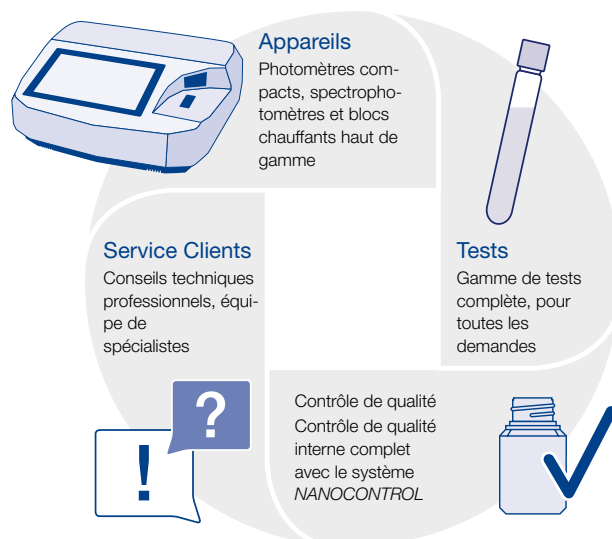 Appareils
Photomètres com-
pacts, spectropho-
tomètres et blocs
chauffants haut de
gamme
Service Clients
Conseils techniques
professionnels, équi-
pe de
spécialistes
Tests
Gamme de tests
complète, pour
toutes les
demandes
?
!
Contrôle de qualité
Contrôle de qualité
interne complet
avec le système
NANOCONTROL